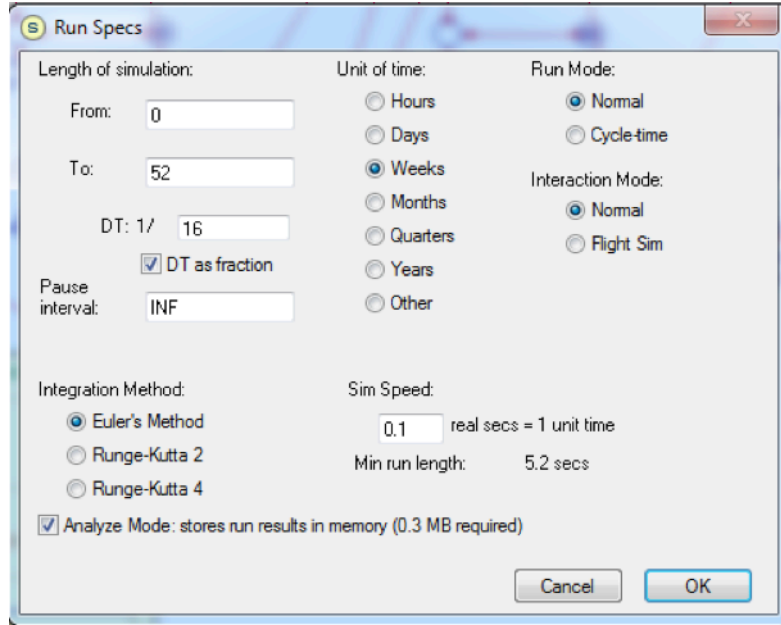 S Run Specs
Length of simulation:
From: 0
To: 52
DT: 1/ 16
DT as fraction
Pause
interval: INF
Unit of time:
Hours
Days
Weeks
Months
Quarters
Years
Other
Run Mode:
Normal
Cycle-time
Interaction Mode:
Normal
Flight Sim
Integration Method:
Euler's Method
Runge-Kutta 2
Runge-Kutta 4
Sim Speed:
0.1 real secs = 1 unit time
Min run length: 5.2 secs
Analyze Mode: stores run results in memory (0.3 MB required)
Cancel OK